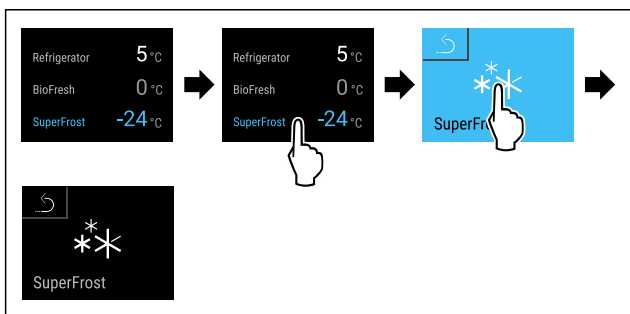 Refrigerator 5 °C
BioFresh 0 °C
SuperFrost -24 °C
Refrigerator 5 °C
BioFresh 0 °C
SuperFrost -24 °C
SuperFr
SuperFrost